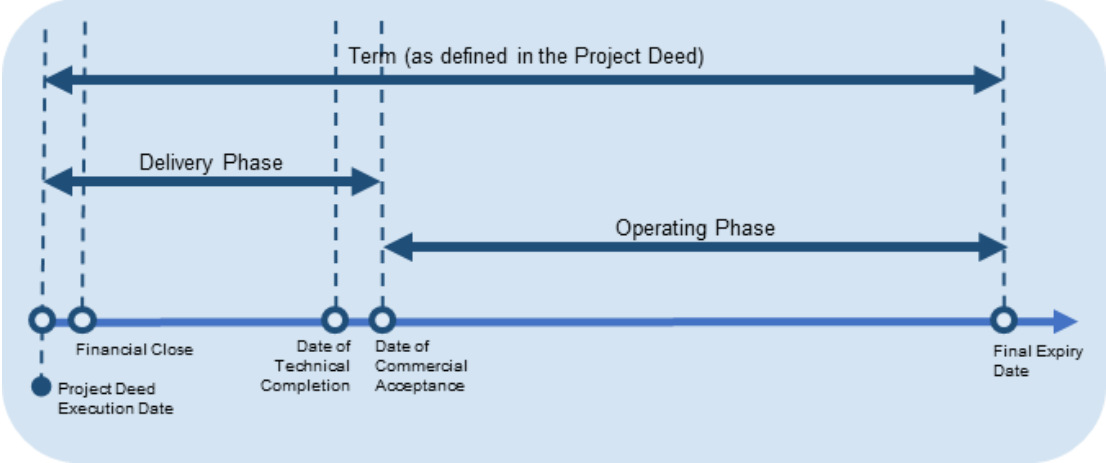 Term (as defined in the Project Deed)
Delivery Phase
Operating Phase
Financial Close
Date of
Technical
Completion
Date of
Commercial
Acceptance
Final Expiry
Date
Project Deed
Execution Date